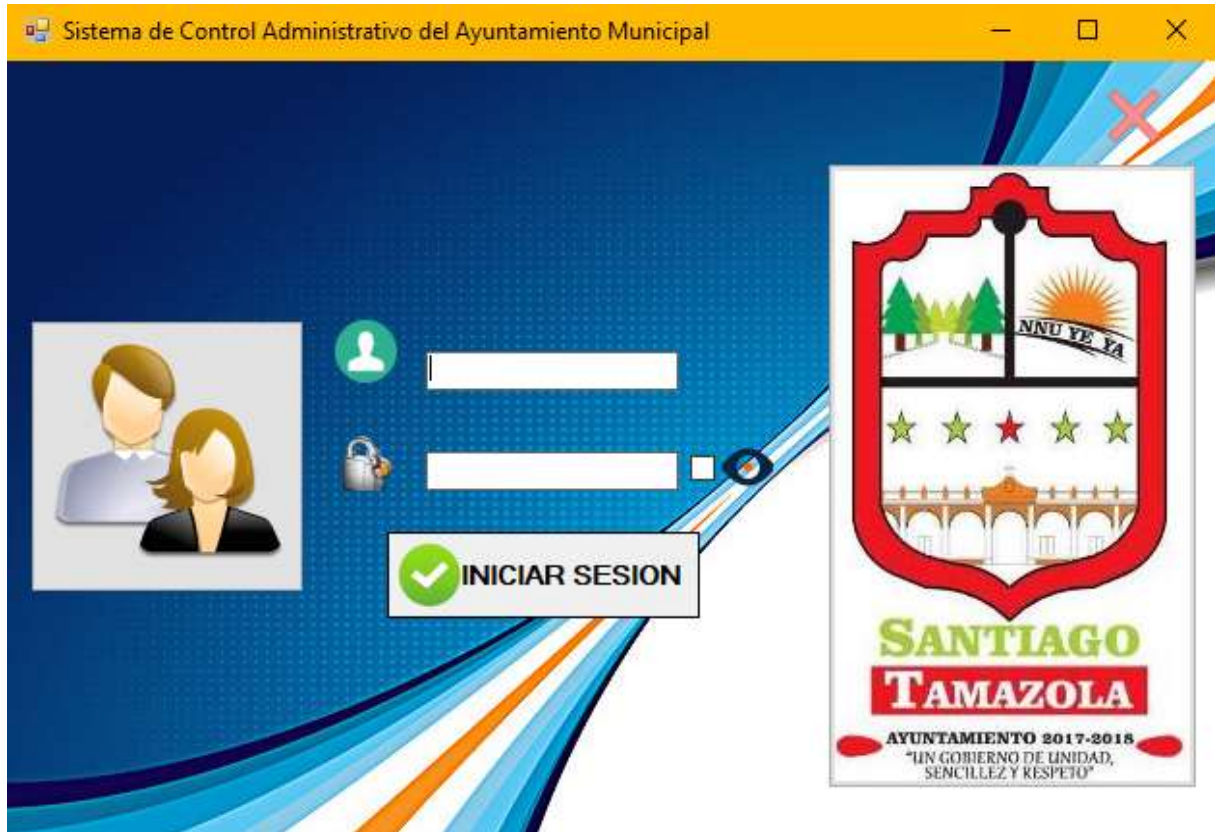 Sistema de Control Administrativo del Ayuntamiento Municipal
NNU YE YA
INICIAR SESION
SANTIAGO
TAMAZOLA
AYUNTAMIENTO 2017-2018
"UN GOBIERNO DE UNIDAD,
SENCILLEZ Y RESPETO"